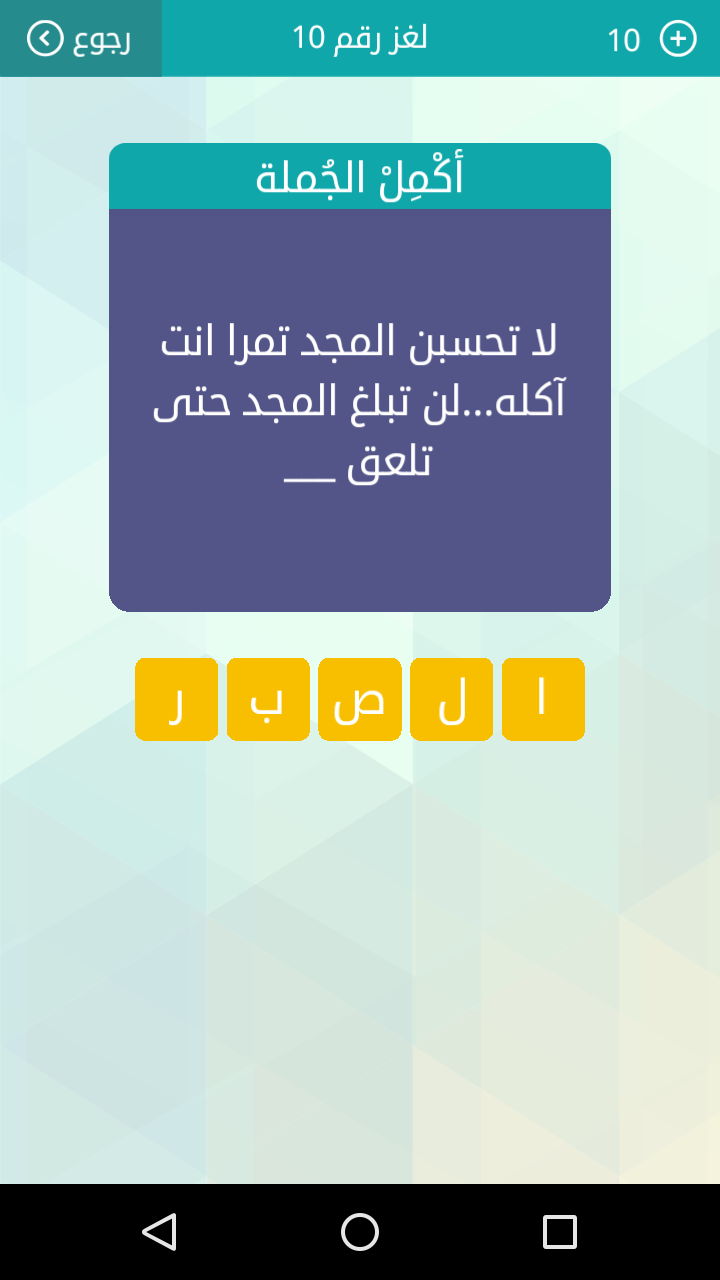 رجوع لغز رقم 10 10
أكْمِلْ الجُملة
لا تحسبن المجد تمرا انت
آكله...لن تبلغ المجد حتى
تلعق ___
ا ل ص ب ر